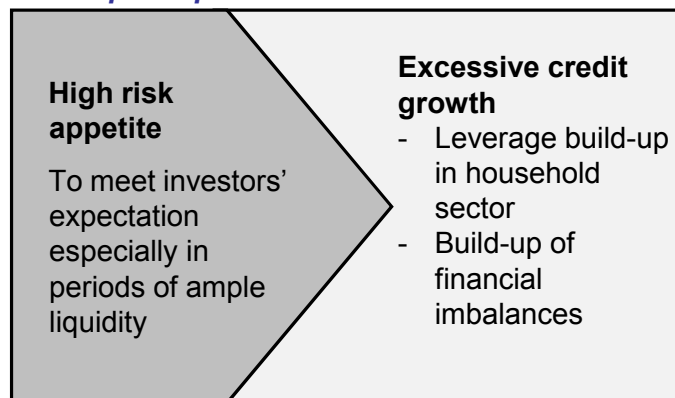 High risk
appetite
To meet investors’
expectation
especially in
periods of ample
liquidity
Excessive credit
growth
- Leverage build-up
in household
sector
- Build-up of
financial
imbalances